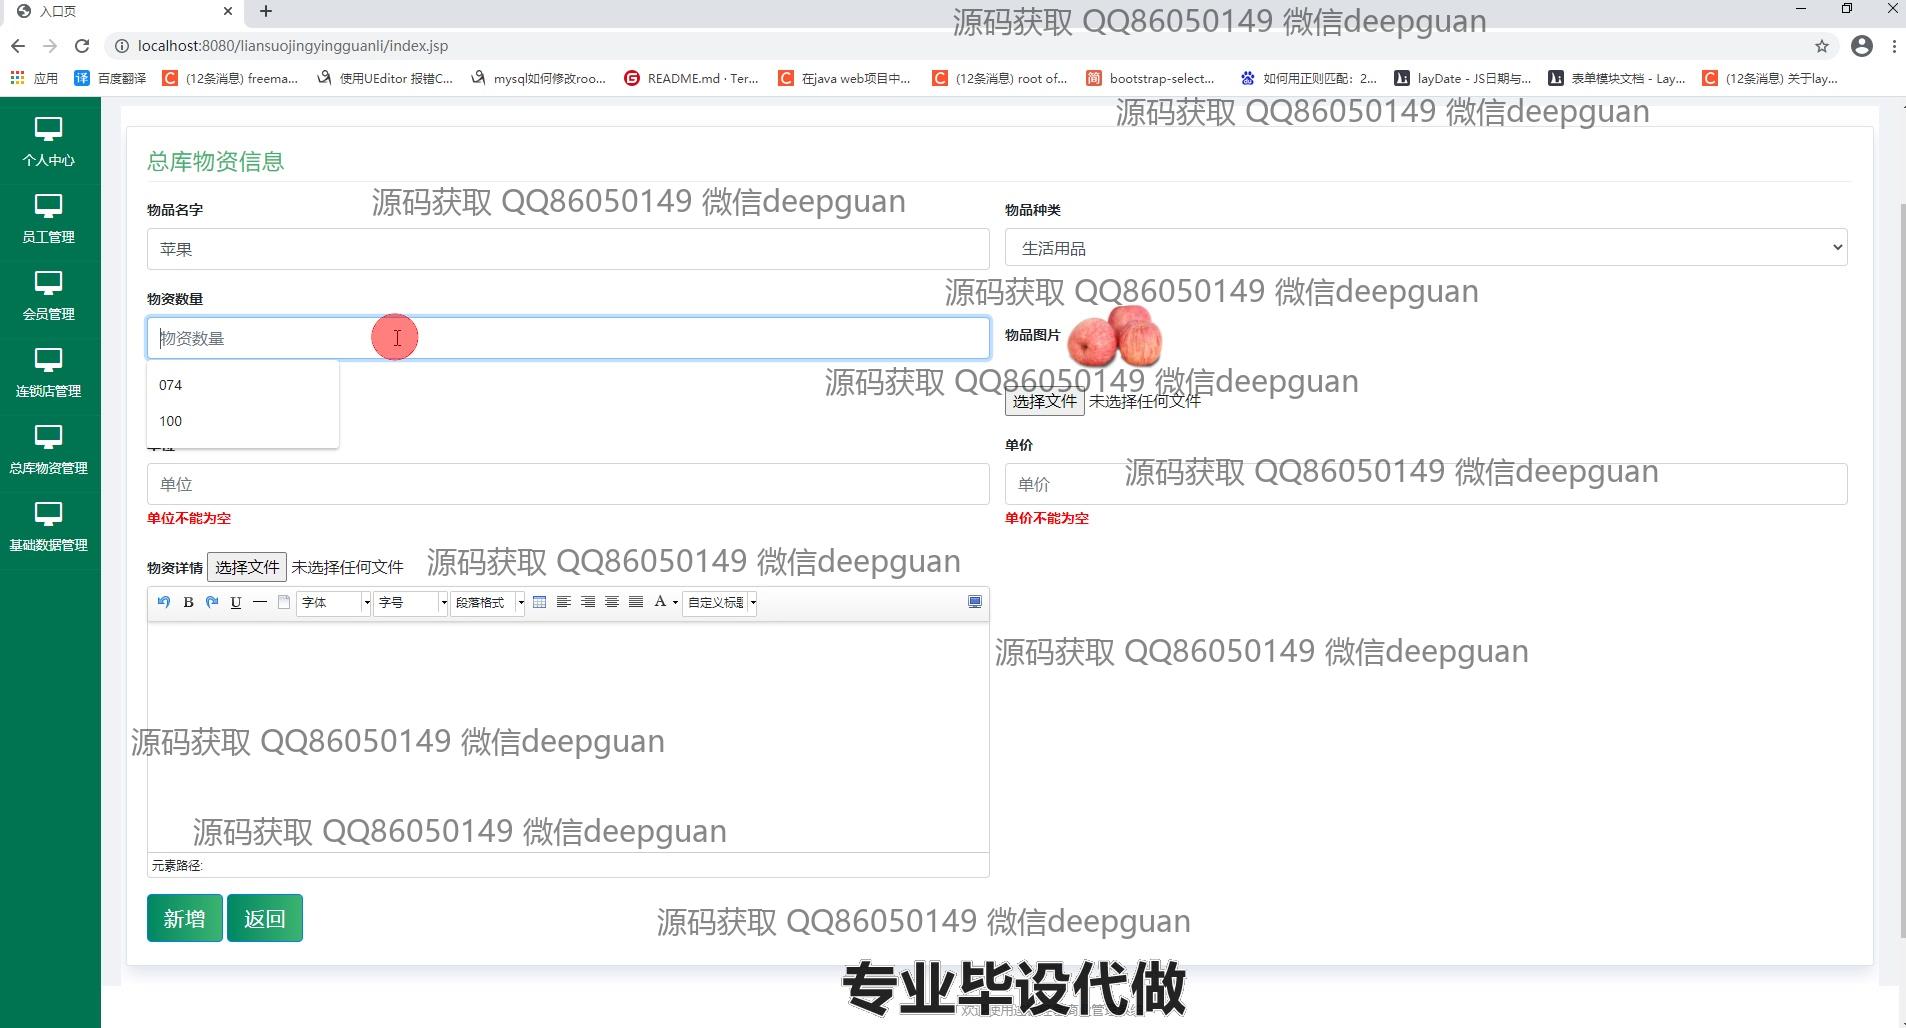 入口页
源码获取 QQ86050149 微信deepguan
localhost:8080/liansuojingyingguanli/index.jsp
应用 百度翻译 (12条消息) freema... 使用UEditor 报错C... mysql如何修改roo... README.md · Ter... 在java web项目中... (12条消息) root of... bootstrap-select... 如何用正则匹配：2... layDate - JS日期与... 表单模块文档 - Lay... (12条消息) 关于lay...
源码获取 QQ86050149 微信deepguan
个人中心
员工管理
会员管理
连锁店管理
总库物资管理
基础数据管理
总库物资信息
源码获取 QQ86050149 微信deepguan
物品名字
物品种类
苹果
生活用品
源码获取 QQ86050149 微信deepguan
物资数量
物资数量
物品图片
074
100
源码获取 QQ86050149 微信deepguan
选择文件 未选择任何文件
单价
源码获取 QQ86050149 微信deepguan
单位
单价
单位不能为空
单价不能为空
物资详情 选择文件 未选择任何文件
源码获取 QQ86050149 微信deepguan
B U 字体 字号 段落格式 A 自定义标题
源码获取 QQ86050149 微信deepguan
源码获取 QQ86050149 微信deepguan
源码获取 QQ86050149 微信deepguan
元素路径:
新增 返回
源码获取 QQ86050149 微信deepguan
专业毕设代做